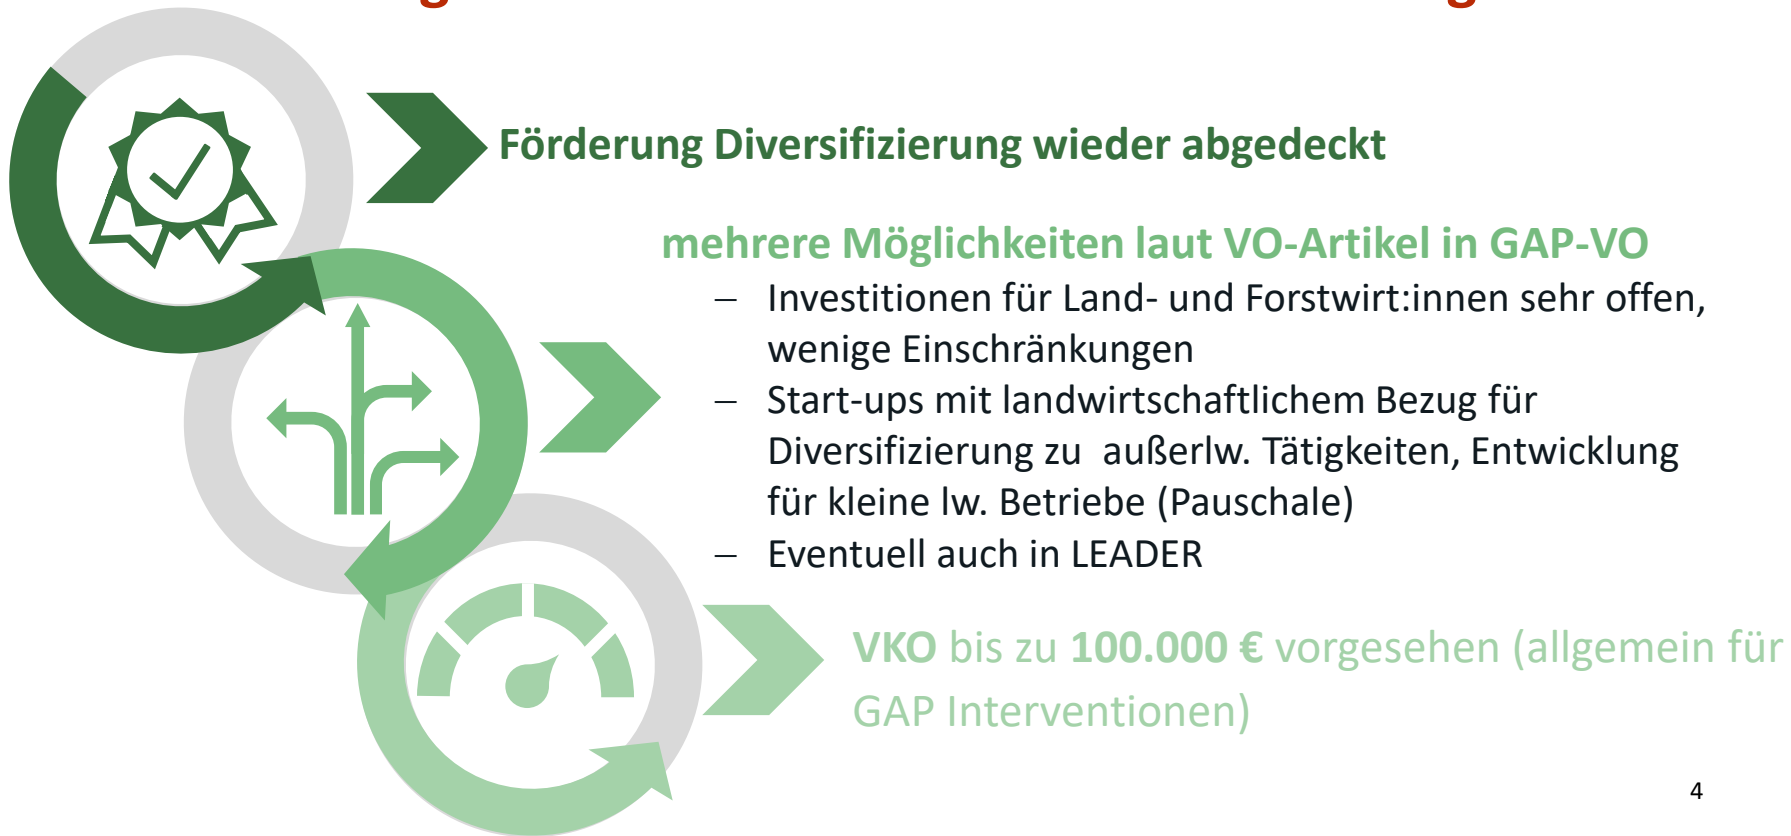 Förderung Diversifizierung wieder abgedeckt
mehrere Möglichkeiten laut VO-Artikel in GAP-VO
– Investitionen für Land- und Forstwirt:innen sehr offen,
wenige Einschränkungen
– Start-ups mit landwirtschaftlichem Bezug für
Diversifizierung zu  außerlw. Tätigkeiten, Entwicklung
für kleine lw. Betriebe (Pauschale)
– Eventuell auch in LEADER
VKO bis zu 100.000 € vorgesehen (allgemein für
GAP Interventionen)
4